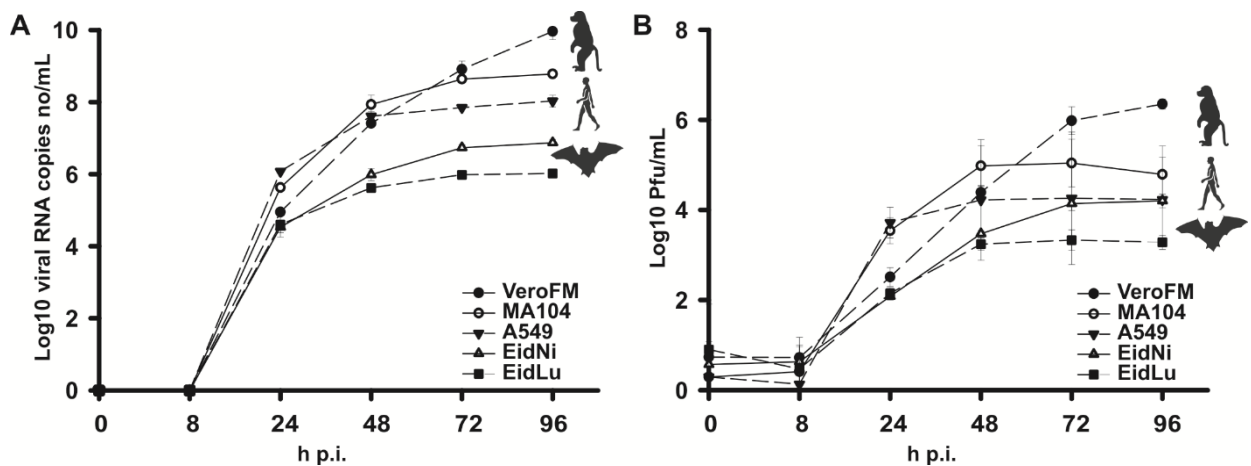 A
Log10 viral RNA copies no/mL
10
8
6
4
2
0
VeroFM
MA104
A549
EidNi
EidLu
0 8 24 48 72 96
h p.i.
B
Log10 Pfu/mL
8
6
4
2
0
VeroFM
MA104
A549
EidNi
EidLu
0 8 24 48 72 96
h p.i.